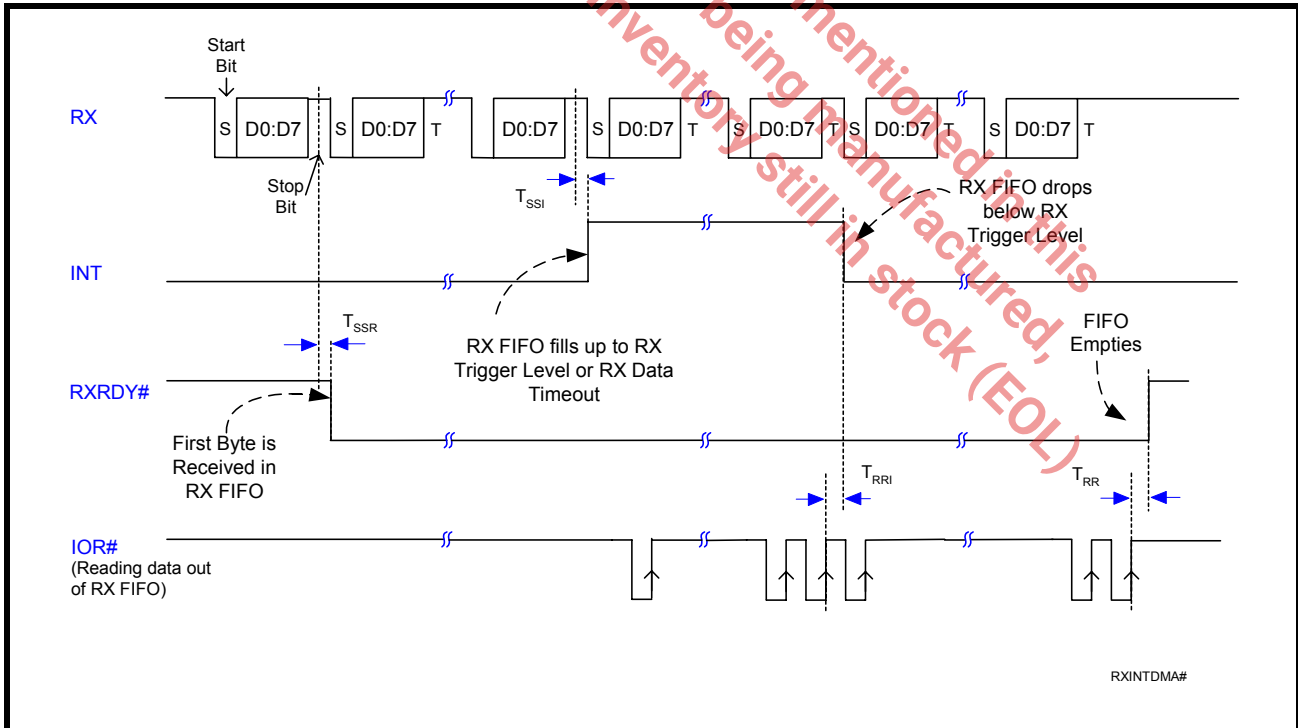 mentioned in this
being manufactured,
inventory still in stock (EOL)
Start
Bit
RX
S D0:D7 S D0:D7 T D0:D7 S D0:D7 T S D0:D7 T S D0:D7 T S D0:D7 T
Stop
Bit
TSSI
RX FIFO drops
below RX
Trigger Level
INT
TSSR
RX FIFO fills up to RX
Trigger Level or RX Data
Timeout
FIFO
Empties
RXRDY#
First Byte is
Received in
RX FIFO
TRRI
TRR
IOR#
(Reading data out
of RX FIFO)
RXINTDMA#